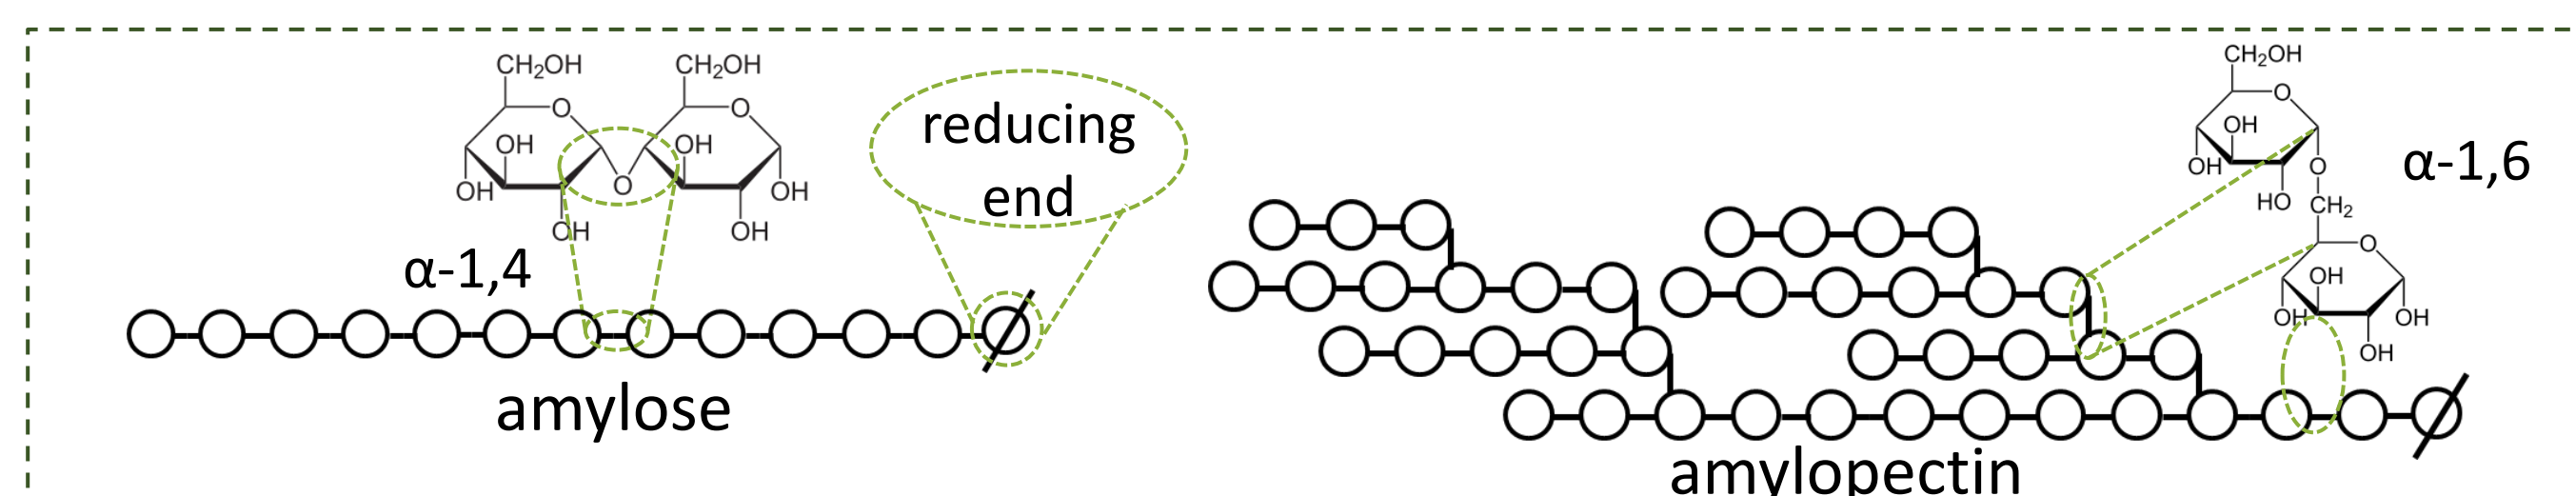 CH₂OH
CH₂OH
O
O
OH
OH
OH
O
OH
OH
OH
α-1,4
reducing
end
amylose
CH₂OH
O
OH
OH
O
HO
CH₂
O
OH
OH
OH
OH
α-1,6
amylopectin